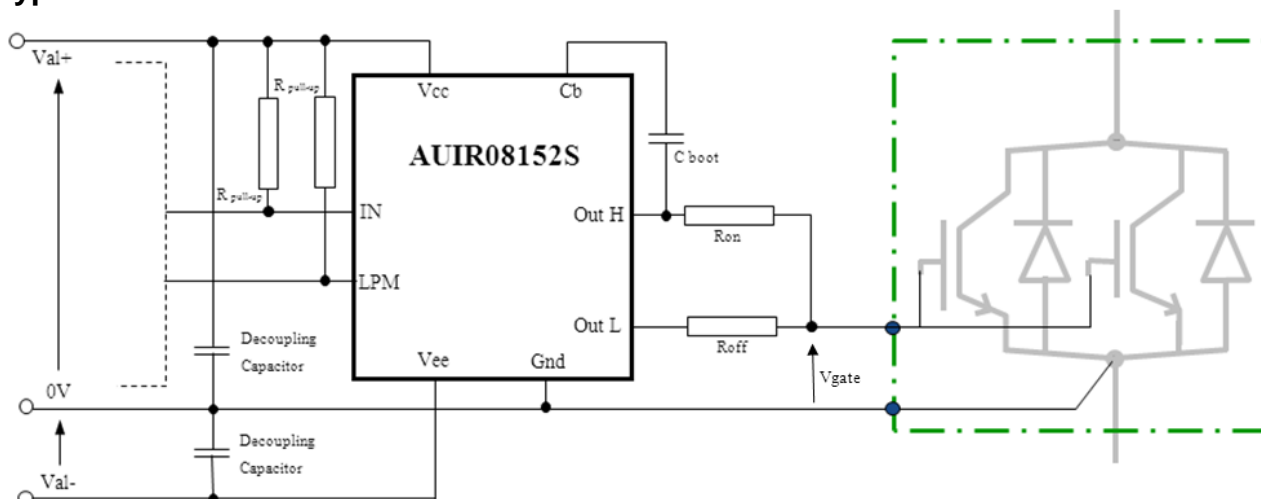 Val+
R pull-up
R pull-up
Vcc
Cb
AUIR08152S
C boot
IN
Out H
Ron
LPM
Out L
Roff
Decoupling
Capacitor
Vee
Gnd
Vgate
0V
Decoupling
Capacitor
Val-